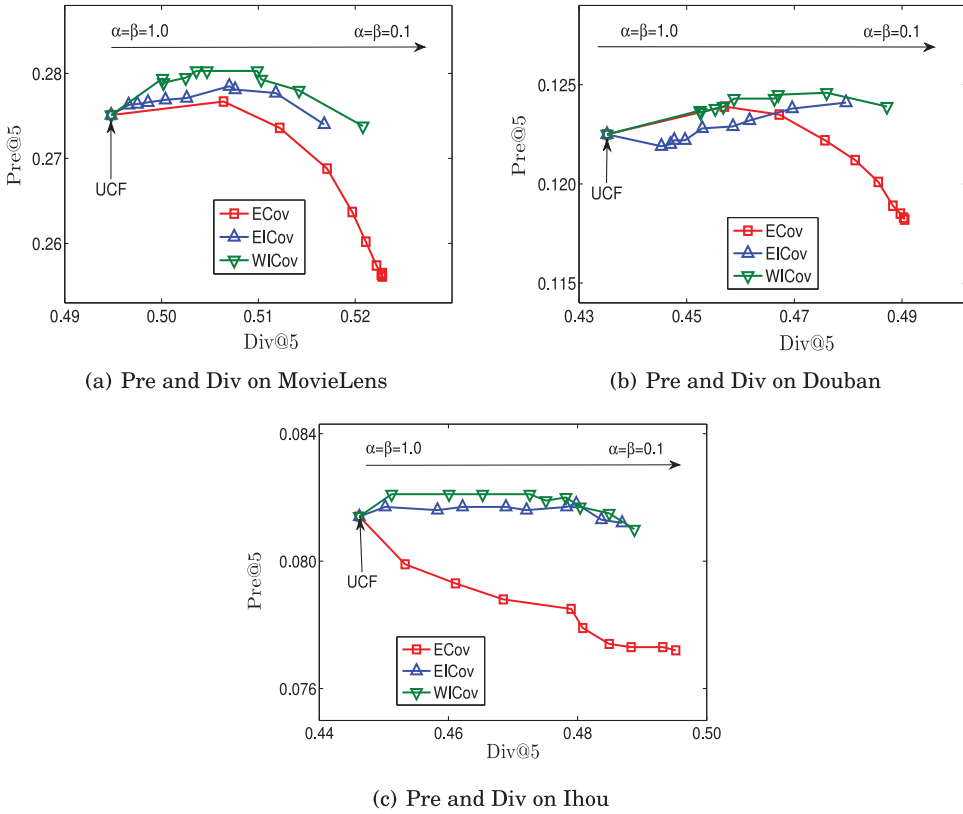 α=β=1.0 α=β=0.1
0.28
0.27
0.26
Pre@5
UCF
ECov
EICov
WICov
0.49 0.50 0.51 0.52
Div@5
(a) Pre and Div on MovieLens
α=β=1.0 α=β=0.1
0.125
0.120
0.115
Pre@5
UCF
ECov
EICov
WICov
0.43 0.45 0.47 0.49
Div@5
(b) Pre and Div on Douban
α=β=1.0 α=β=0.1
0.084
0.080
0.076
Pre@5
UCF
ECov
EICov
WICov
0.44 0.46 0.48 0.50
Div@5
(c) Pre and Div on Ihou